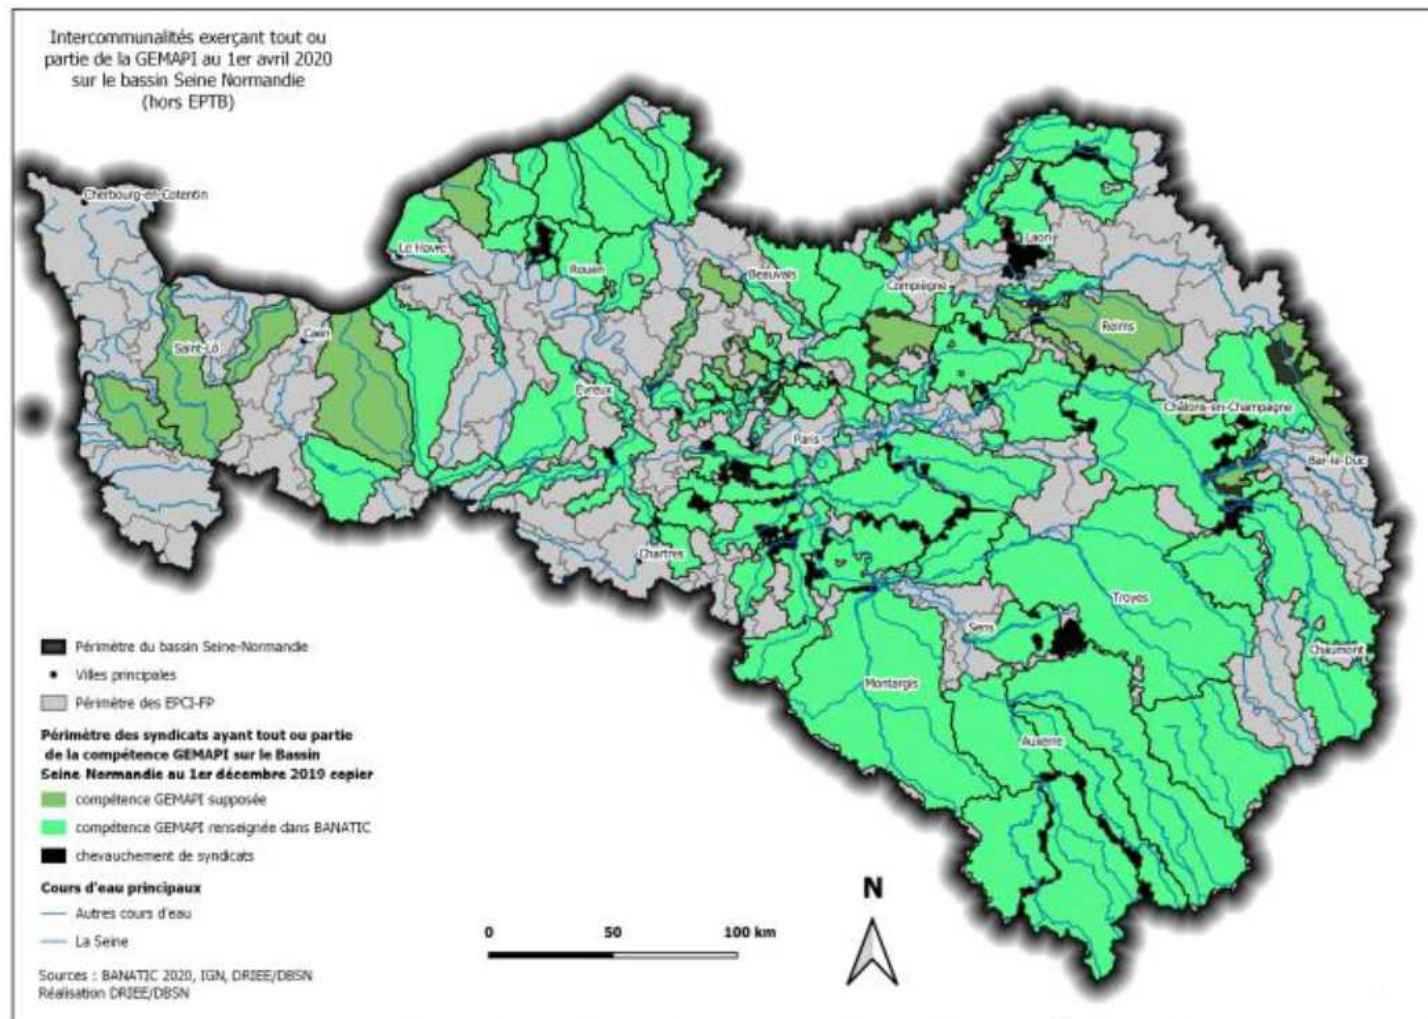 Intercommunalités exerçant tout ou
partie de la GEMAPI au 1er avril 2020
sur le bassin Seine Normandie
(hors EPTB)
Cherbourg-en-Cotentin
Le Havre
Rouen
Beauvais
Compiègne
Laon
Reims
Saint-Lô
Caen
Évreux
Paris
Châlons-en-Champagne
Bar-le-Duc
Chartres
Troyes
Sens
Chaumont
Montargis
Auxerre
Périmètre du bassin Seine-Normandie
Villes principales
Périmètre des EPCI-FP
Périmètre des syndicats ayant tout ou partie
de la compétence GEMAPI sur le Bassin
Seine Normandie au 1er décembre 2019 copier
compétence GEMAPI supposée
compétence GEMAPI renseignée dans BANATIC
chevauchement de syndicats
Cours d'eau principaux
Autres cours d'eau
La Seine
Sources : BANATIC 2020, IGN, DRIEE/DBSN
Réalisation DRIEE/DBSN
0 50 100 km
N